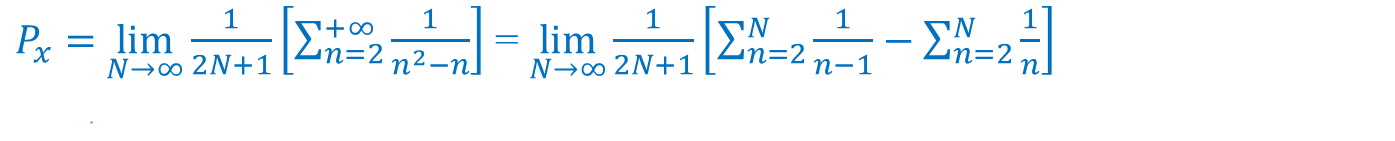 P_x = lim_{N→∞} 1/(2N+1) [∑_{n=2}^{+∞} 1/(n²−n)] = lim_{N→∞} 1/(2N+1) [∑_{n=2}^{N} 1/(n−1) − ∑_{n=2}^{N} 1/n]